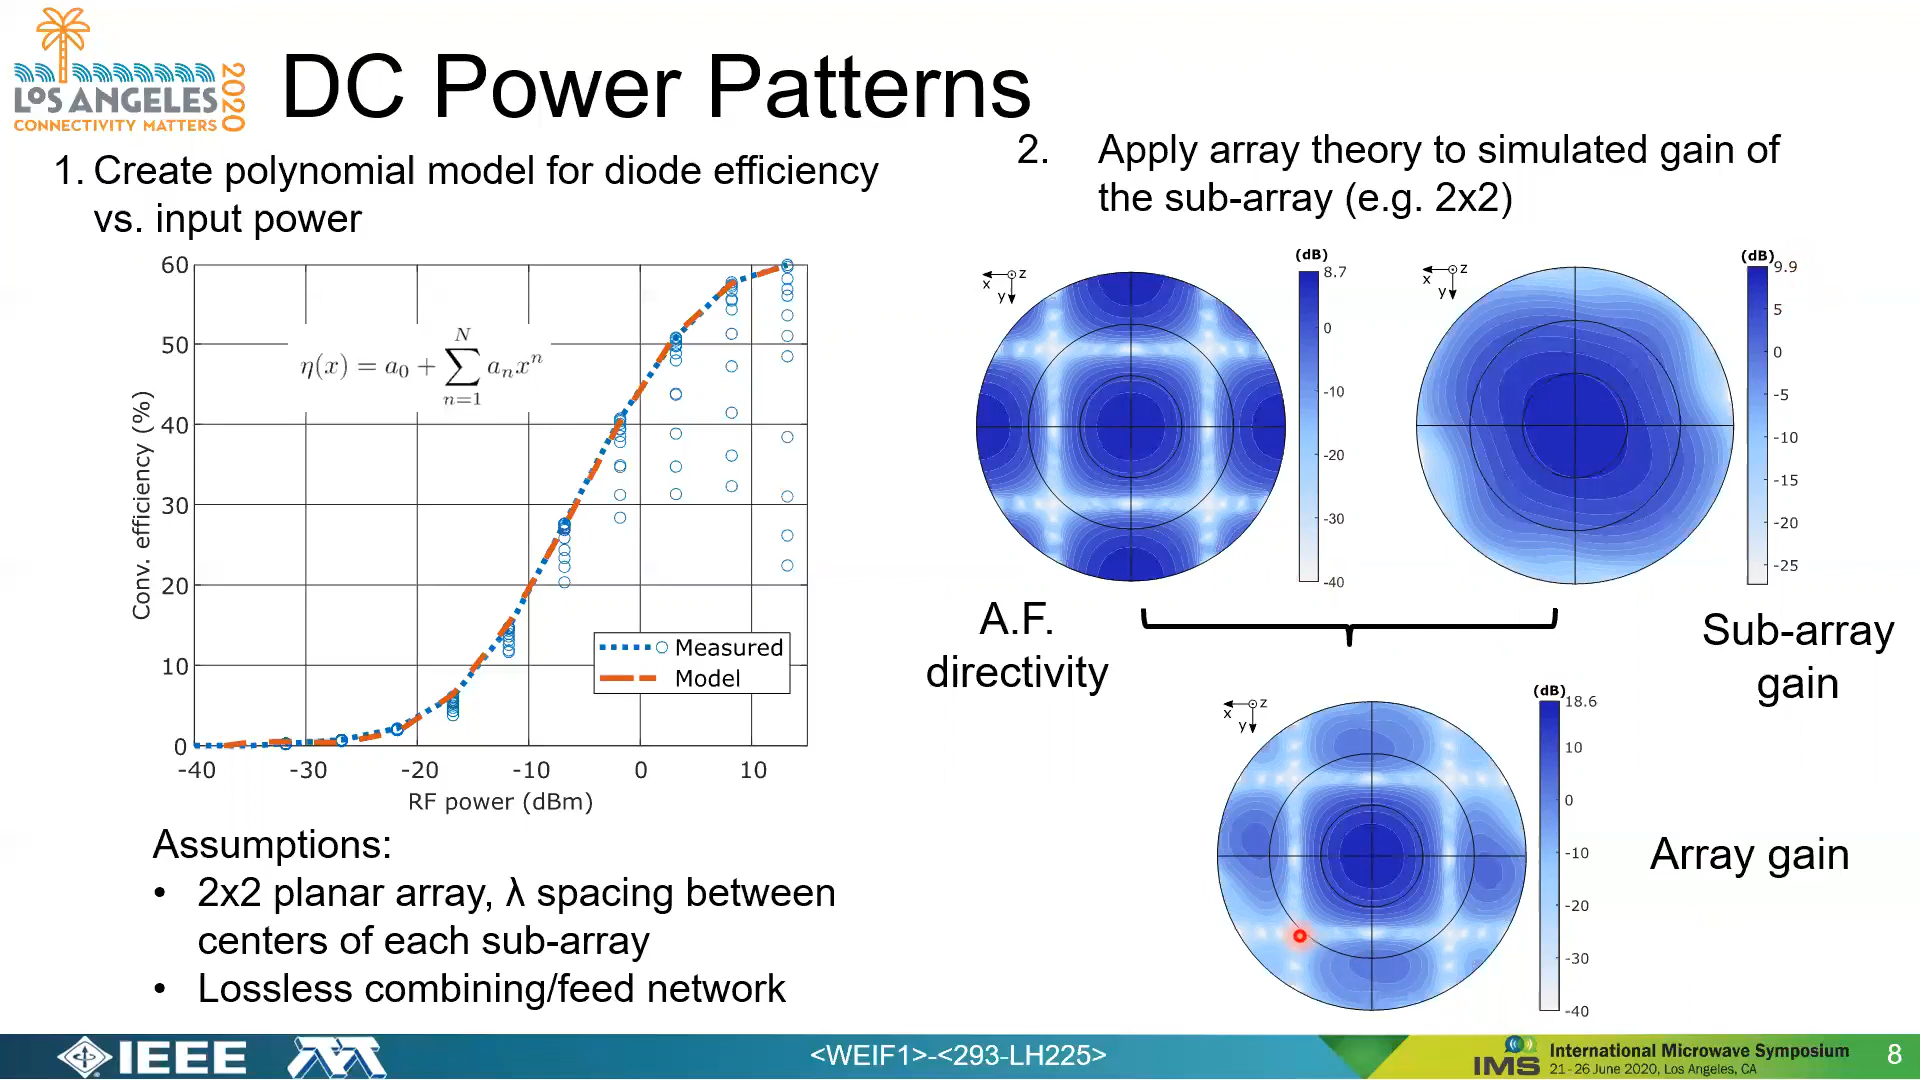 LOS ANGELES
2020
CONNECTIVITY MATTERS
DC Power Patterns
1. Create polynomial model for diode efficiency
vs. input power
60
50
40
30
20
10
0
Conv. efficiency (%)
η(x) = a₀ + ∑ₙ₌₁ᴺ aₙxⁿ
Measured
Model
-40 -30 -20 -10 0 10
RF power (dBm)
Assumptions:
• 2x2 planar array, λ spacing between
centers of each sub-array
• Lossless combining/feed network
2. Apply array theory to simulated gain of
the sub-array (e.g. 2x2)
x z
y
(dB)
8.7
0
-10
-20
-30
-40
x z
y
(dB)
9.9
5
0
-5
-10
-15
-20
-25
A.F.
directivity
Sub-array
gain
x z
y
(dB)
18.6
10
0
-10
-20
-30
-40
Array gain
IEEE
<WEIF1>-<293-LH225>
IMS
International Microwave Symposium
21-26 June 2020, Los Angeles, CA
8